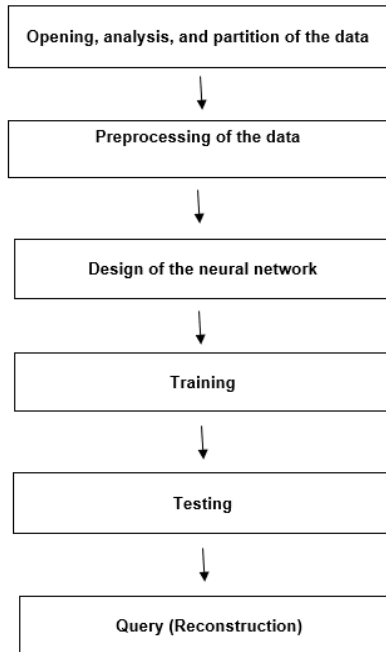 Opening, analysis, and partition of the data
Preprocessing of the data
Design of the neural network
Training
Testing
Query (Reconstruction)